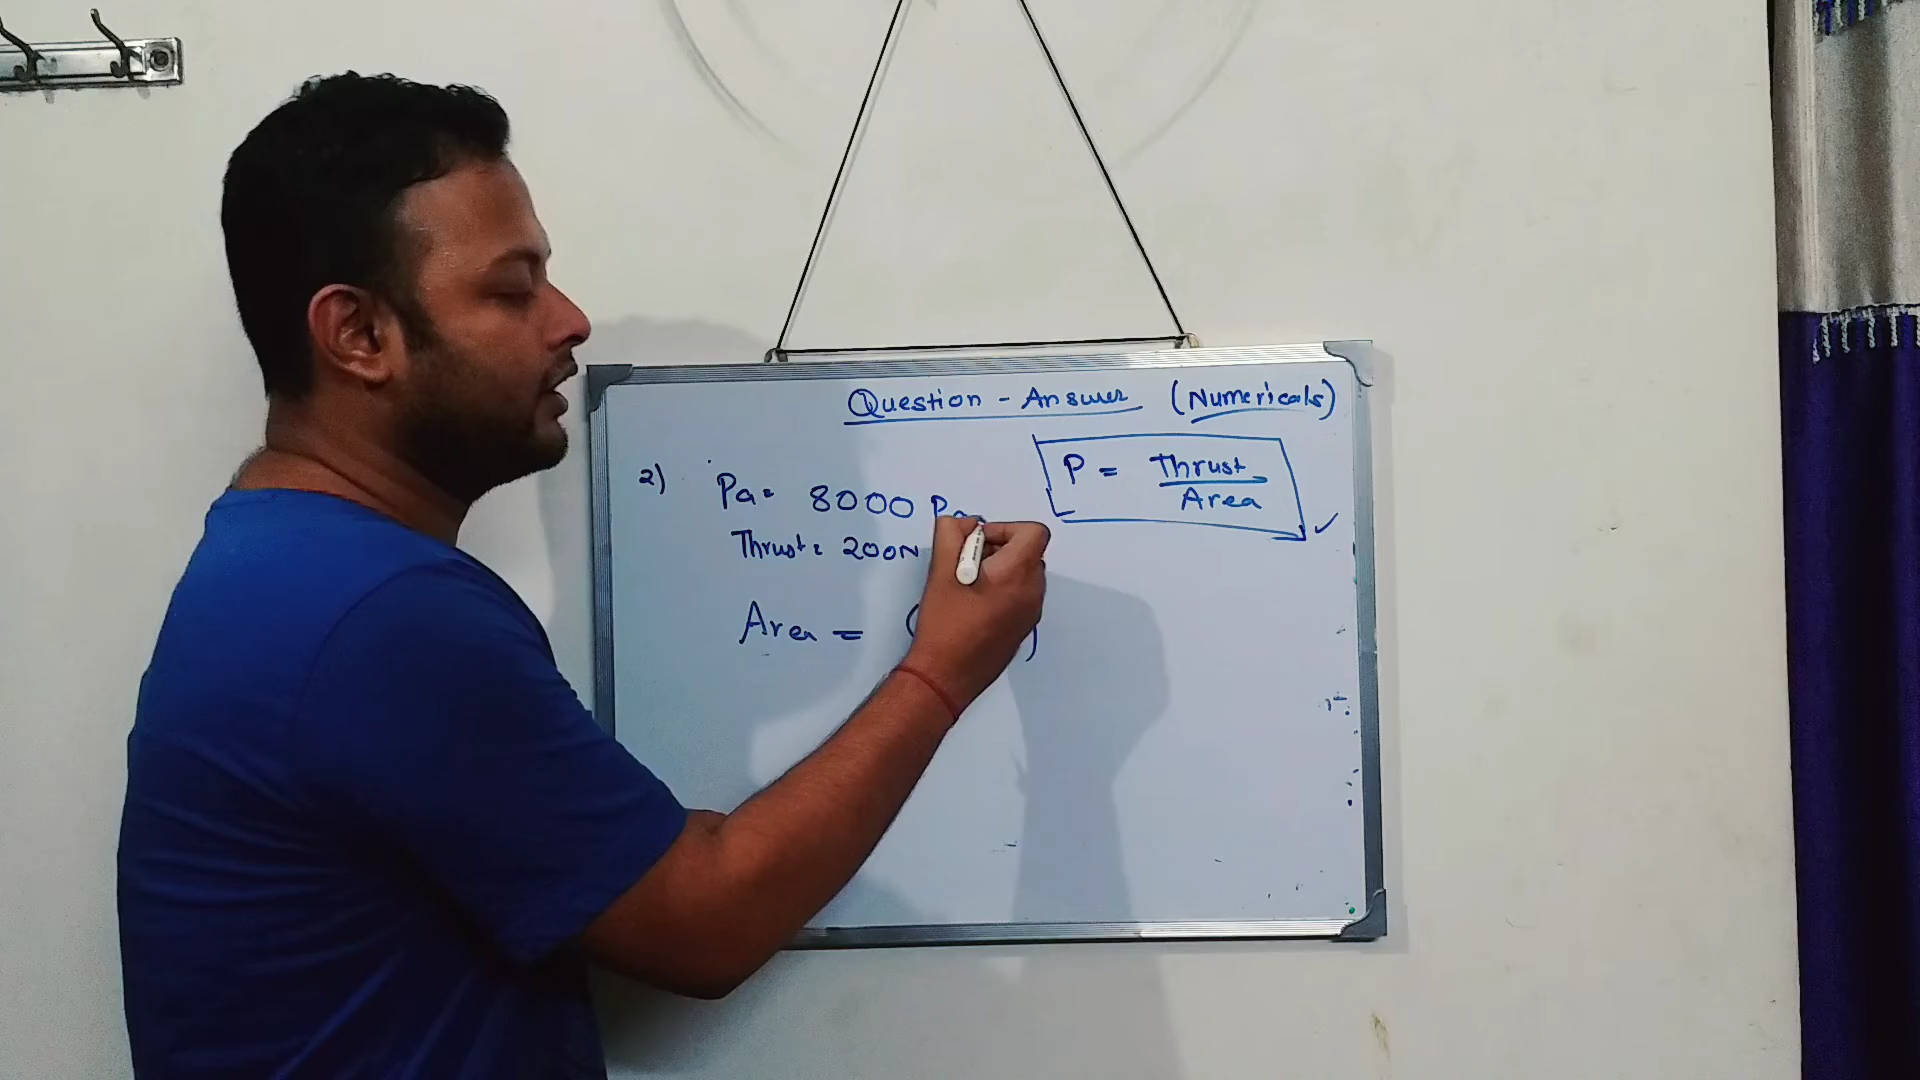 Question - Answer (Numericals)
P = Thrust
Area
2) Pa= 8000 Pa
Thrust = 200N
Area = ( )